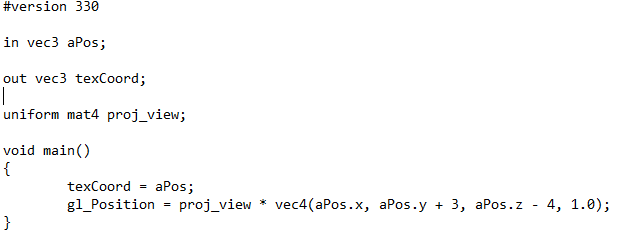 #version 330
in vec3 aPos;
out vec3 texCoord;
uniform mat4 proj_view;
void main()
{
texCoord = aPos;
gl_Position = proj_view * vec4(aPos.x, aPos.y + 3, aPos.z - 4, 1.0);
}